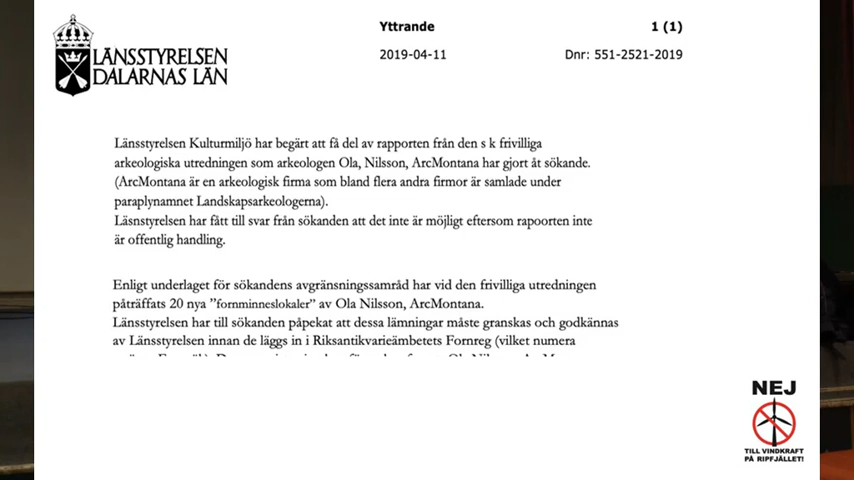 LÄNSSTYRELSEN
DALARNAS LÄN
Yttrande
1 (1)
2019-04-11
Dnr: 551-2521-2019
Länsstyrelsen Kulturmiljö har begärt att få del av rapporten från den s k frivilliga
arkeologiska utredningen som arkeologen Ola, Nilsson, ArcMontana har gjort åt sökande.
(ArcMontana är en arkeologisk firma som bland flera andra firmor är samlade under
paraplynamnet Landskapsarkeologerna).
Läsnstyrelsen har fått till svar från sökanden att det inte är möjligt eftersom rapoorten inte
är offentlig handling.
Enligt underlaget för sökandens avgränsningssamråd har vid den frivilliga utredningen
påträffats 20 nya ”fornminneslokaler” av Ola Nilsson, ArcMontana.
Länsstyrelsen har till sökanden påpekat att dessa lämningar måste granskas och godkännas
av Länsstyrelsen innan de läggs in i Riksantikvarieämbetets Fornreg (vilket numera
NEJ
TILL VINDKRAFT
PÅ RIPFJÄLLET!